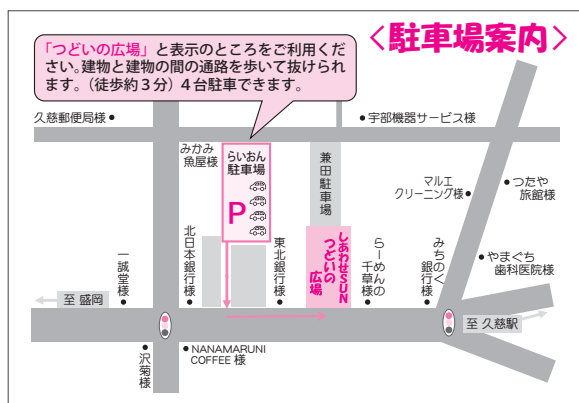 <駐車場案内>
「つどいの広場」と表示のところをご利用くだ
さい。建物と建物の間の通路を歩いて抜けられ
ます。（徒歩約３分）４台駐車できます。
久慈郵便局様
宇部機器サービス様
みかみ
魚屋様
らいおん
駐車場
P
兼田駐車場
マルエ
クリーニング様
つたや
旅館様
やまぐち
歯科医院様
一誠堂様
北日本銀行様
東北銀行様
しあわせSUN
つどいの
広場
らーめんの
千草様
みちのく
銀行様
至 盛岡
至 久慈駅
沢菊様
NANAMARUNI
COFFEE 様